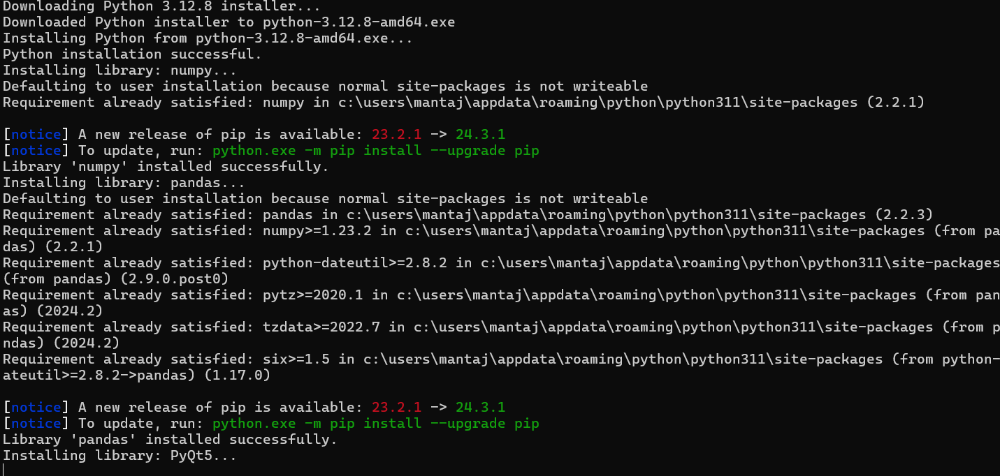 Downloading Python 3.12.8 installer...
Downloaded Python installer to python-3.12.8-amd64.exe
Installing Python from python-3.12.8-amd64.exe...
Python installation successful.
Installing library: numpy...
Defaulting to user installation because normal site-packages is not writeable
Requirement already satisfied: numpy in c:\users\mantaj\appdata\roaming\python\python311\site-packages (2.2.1)
[notice] A new release of pip is available: 23.2.1 -> 24.3.1
[notice] To update, run: python.exe -m pip install --upgrade pip
Library 'numpy' installed successfully.
Installing library: pandas...
Defaulting to user installation because normal site-packages is not writeable
Requirement already satisfied: pandas in c:\users\mantaj\appdata\roaming\python\python311\site-packages (2.2.3)
Requirement already satisfied: numpy>=1.23.2 in c:\users\mantaj\appdata\roaming\python\python311\site-packages (from pa
das) (2.2.1)
Requirement already satisfied: python-dateutil>=2.8.2 in c:\users\mantaj\appdata\roaming\python\python311\site-packages
(from pandas) (2.9.0.post0)
Requirement already satisfied: pytz>=2020.1 in c:\users\mantaj\appdata\roaming\python\python311\site-packages (from pan
as) (2024.2)
Requirement already satisfied: tzdata>=2022.7 in c:\users\mantaj\appdata\roaming\python\python311\site-packages (from p
ndas) (2024.2)
Requirement already satisfied: six>=1.5 in c:\users\mantaj\appdata\roaming\python\python311\site-packages (from python-
ateutil>=2.8.2->pandas) (1.17.0)
[notice] A new release of pip is available: 23.2.1 -> 24.3.1
[notice] To update, run: python.exe -m pip install --upgrade pip
Library 'pandas' installed successfully.
Installing library: PyQt5...